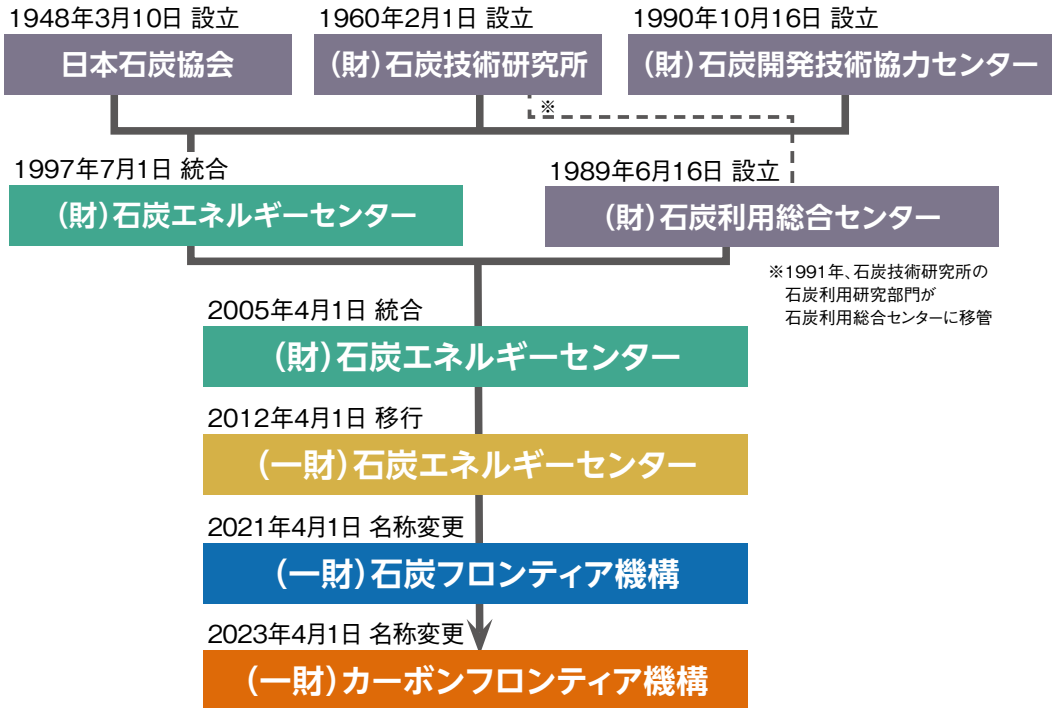 1948年3月10日 設立
日本石炭協会
1960年2月1日 設立
(財)石炭技術研究所
1990年10月16日 設立
(財)石炭開発技術協力センター
※
1997年7月1日 統合
(財)石炭エネルギーセンター
1989年6月16日 設立
(財)石炭利用総合センター
※1991年、石炭技術研究所の
石炭利用研究部門が
石炭利用総合センターに移管
2005年4月1日 統合
(財)石炭エネルギーセンター
2012年4月1日 移行
(一財)石炭エネルギーセンター
2021年4月1日 名称変更
(一財)石炭フロンティア機構
2023年4月1日 名称変更
(一財)カーボンフロンティア機構